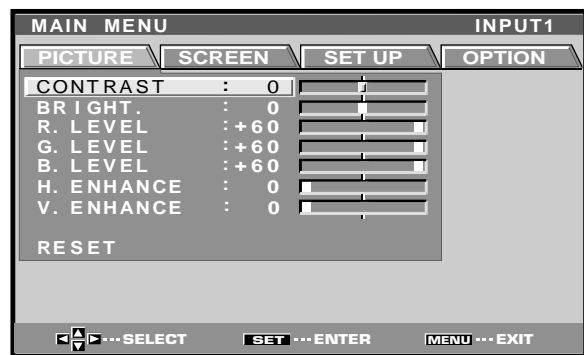 MAIN MENU INPUT1
PICTURE SCREEN SET UP OPTION
CONTRAST : 0
BRIGHT. : 0
R. LEVEL :+60
G. LEVEL :+60
B. LEVEL :+60
H. ENHANCE : 0
V. ENHANCE : 0
RESET
◀▲▼▶···SELECT SET ···ENTER MENU ···EXIT